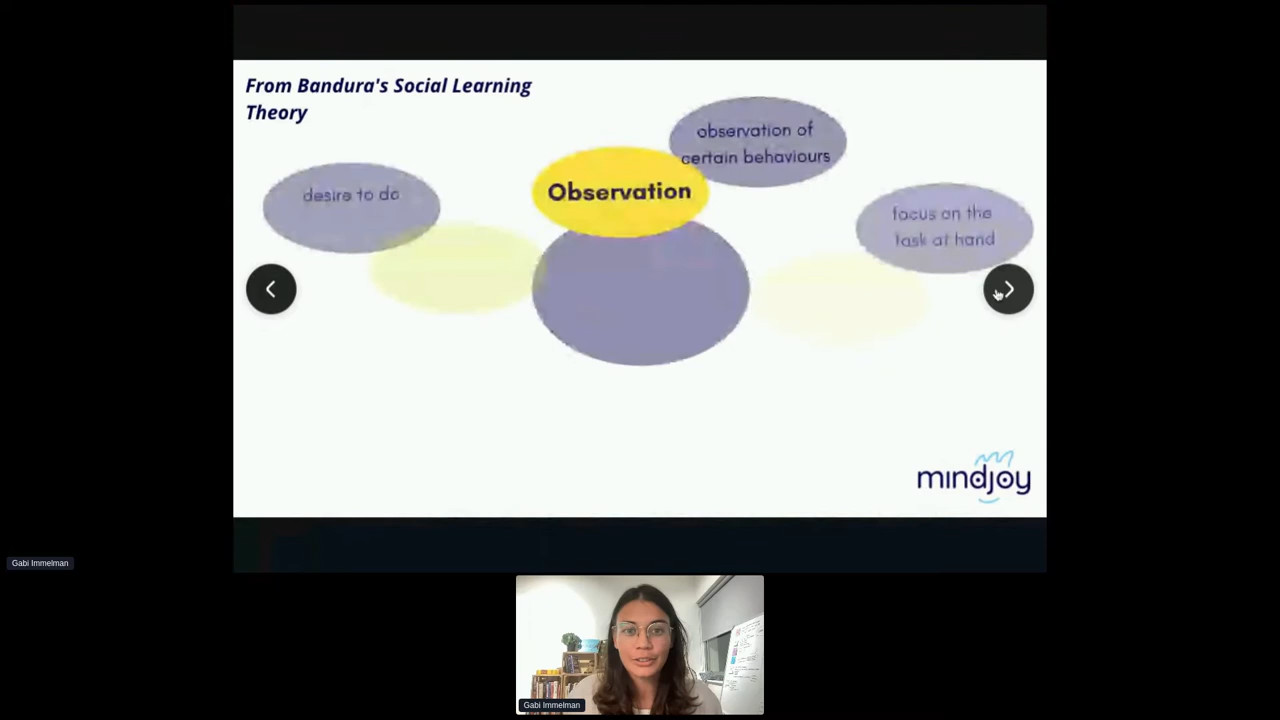 From Bandura's Social Learning
Theory
observation of
certain behaviours
Observation
desire to do
focus on the
task at hand
mindjoy
Gabi Immelman
Gabi Immelman